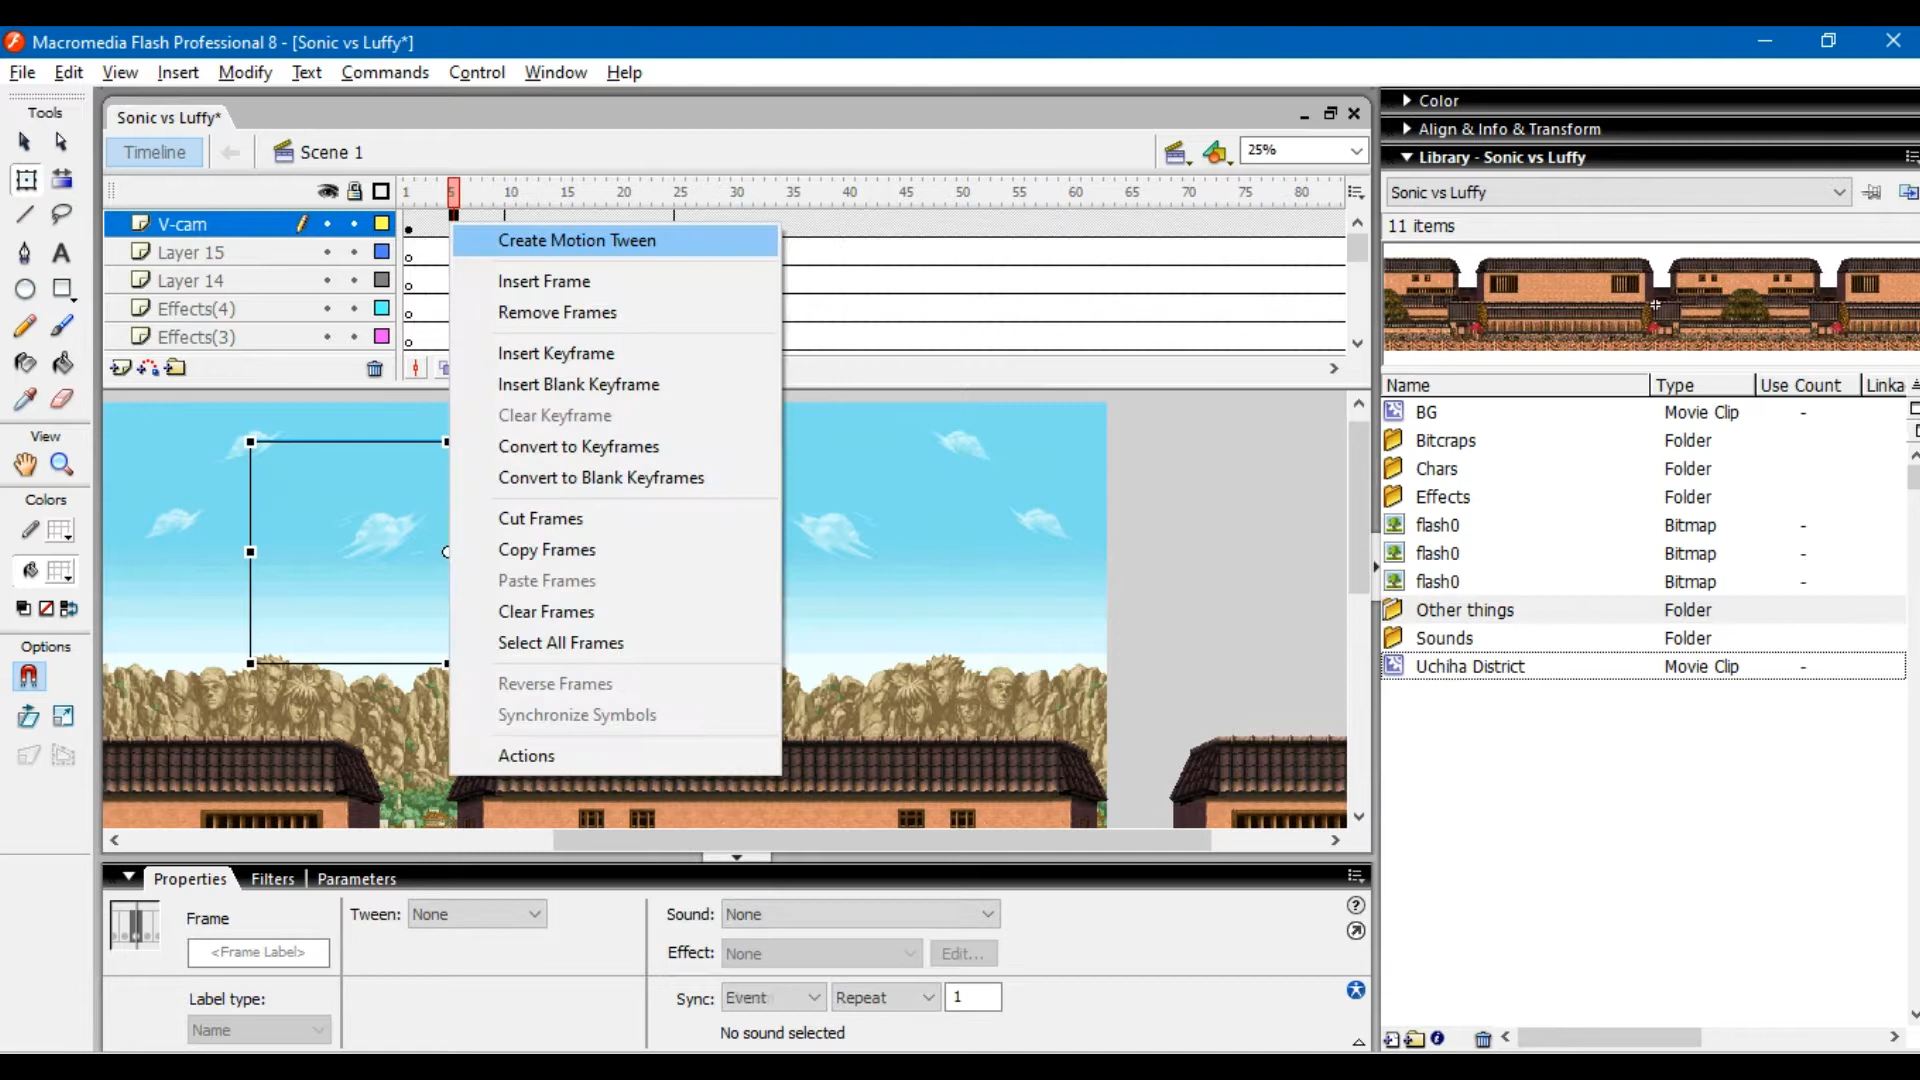 Macromedia Flash Professional 8 - [Sonic vs Luffy*]
File Edit View Insert Modify Text Commands Control Window Help
Tools
Sonic vs Luffy*
Timeline
Scene 1
25%
1 5 10 15 20 25 30 35 40 45 50 55 60 65 70 75 80
V-cam
Layer 15
Layer 14
Effects(4)
Effects(3)
Create Motion Tween
Insert Frame
Remove Frames
Insert Keyframe
Insert Blank Keyframe
Clear Keyframe
Convert to Keyframes
Convert to Blank Keyframes
Cut Frames
Copy Frames
Paste Frames
Clear Frames
Select All Frames
Reverse Frames
Synchronize Symbols
Actions
View
Colors
Options
Color
Align & Info & Transform
Library - Sonic vs Luffy
Sonic vs Luffy
11 items
Name Type Use Count Linka
BG Movie Clip -
Bitcraps Folder
Chars Folder
Effects Folder
flash0 Bitmap -
flash0 Bitmap -
flash0 Bitmap -
Other things Folder
Sounds Folder
Uchiha District Movie Clip -
Properties Filters Parameters
Frame
<Frame Label>
Label type:
Name
Tween: None
Sound: None
Effect: None Edit...
Sync: Event Repeat 1
No sound selected